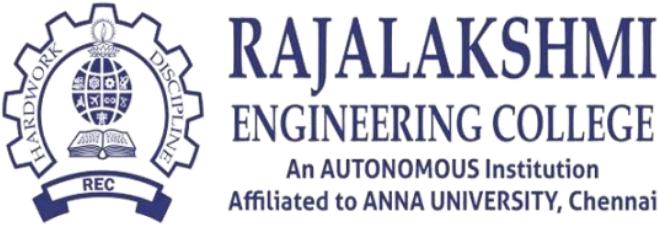 HARDWORK
DISCIPLINE
REC
RAJALAKSHMI
ENGINEERING COLLEGE
An AUTONOMOUS Institution
Affiliated to ANNA UNIVERSITY, Chennai